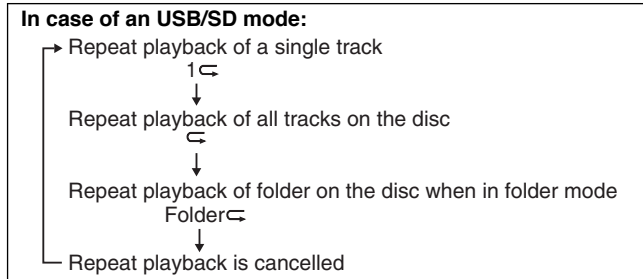 In case of an USB/SD mode:
Repeat playback of a single track
1
Repeat playback of all tracks on the disc
Repeat playback of folder on the disc when in folder mode
Folder
Repeat playback is cancelled